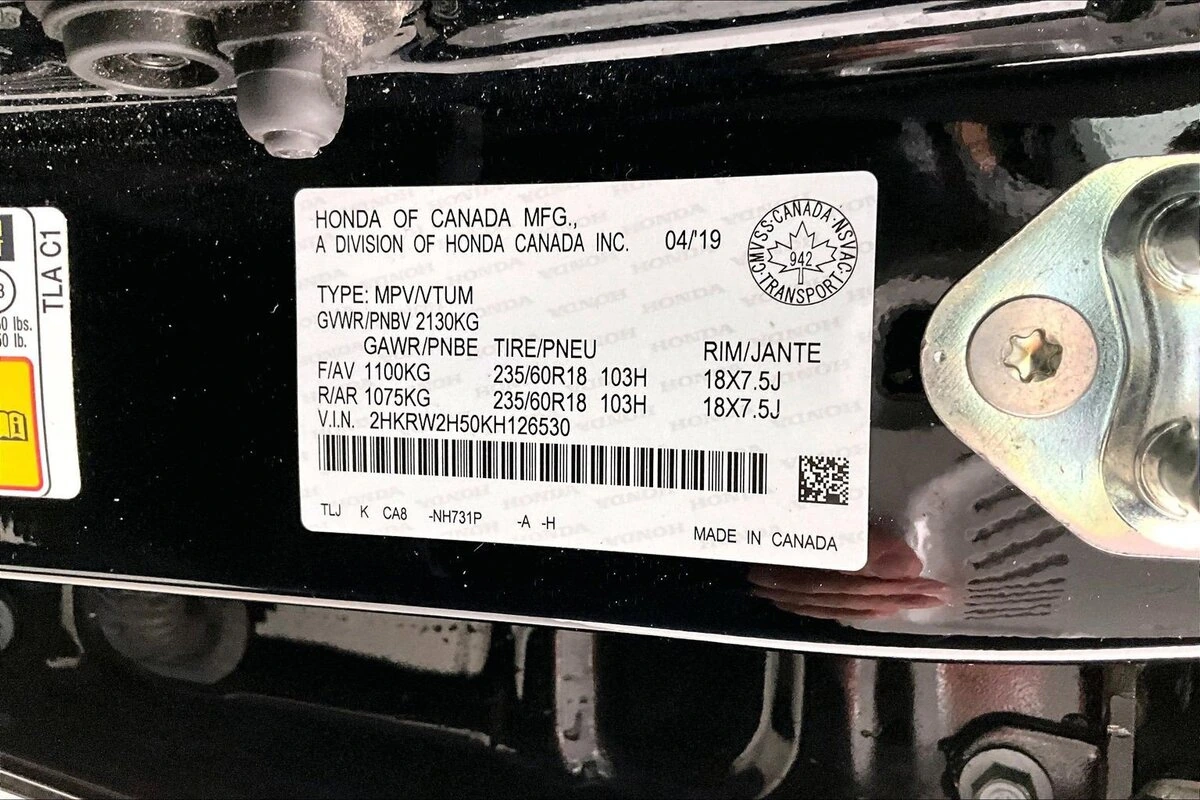 HONDA OF CANADA MFG.,
A DIVISION OF HONDA CANADA INC. 04/'19
CMVSS·CANADA·NSVAC·TRANSPORT·
942
TYPE: MPV/VTUM
GVWR/PNBV 2130KG
GAWR/PNBE TIRE/PNEU RIM/JANTE
F/AV 1100KG 235/60R18 103H 18X7.5J
R/AR 1075KG 235/60R18 103H 18X7.5J
V.I.N. 2HKRW2H50KH126530
TLJ K CA8 -NH731P -A -H
MADE IN CANADA
TLA C1
lbs.
lb.